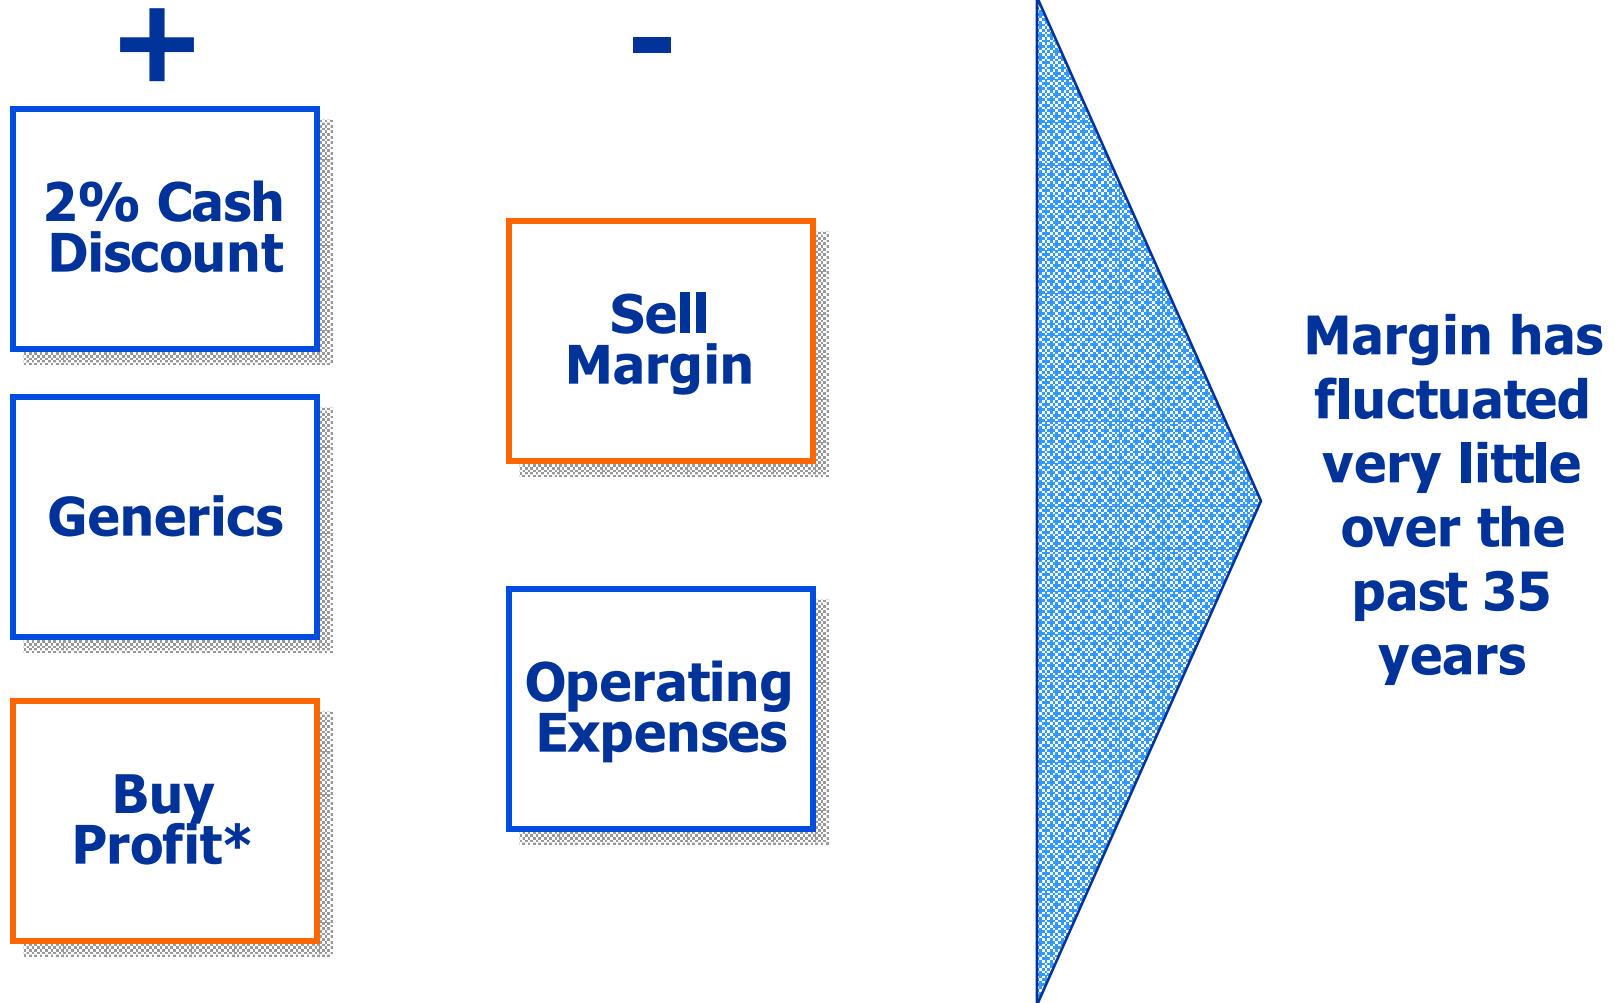 +
2% Cash
Discount
Generics
Buy
Profit*
-
Sell
Margin
Operating
Expenses
Margin has
fluctuated
very little
over the
past 35
years